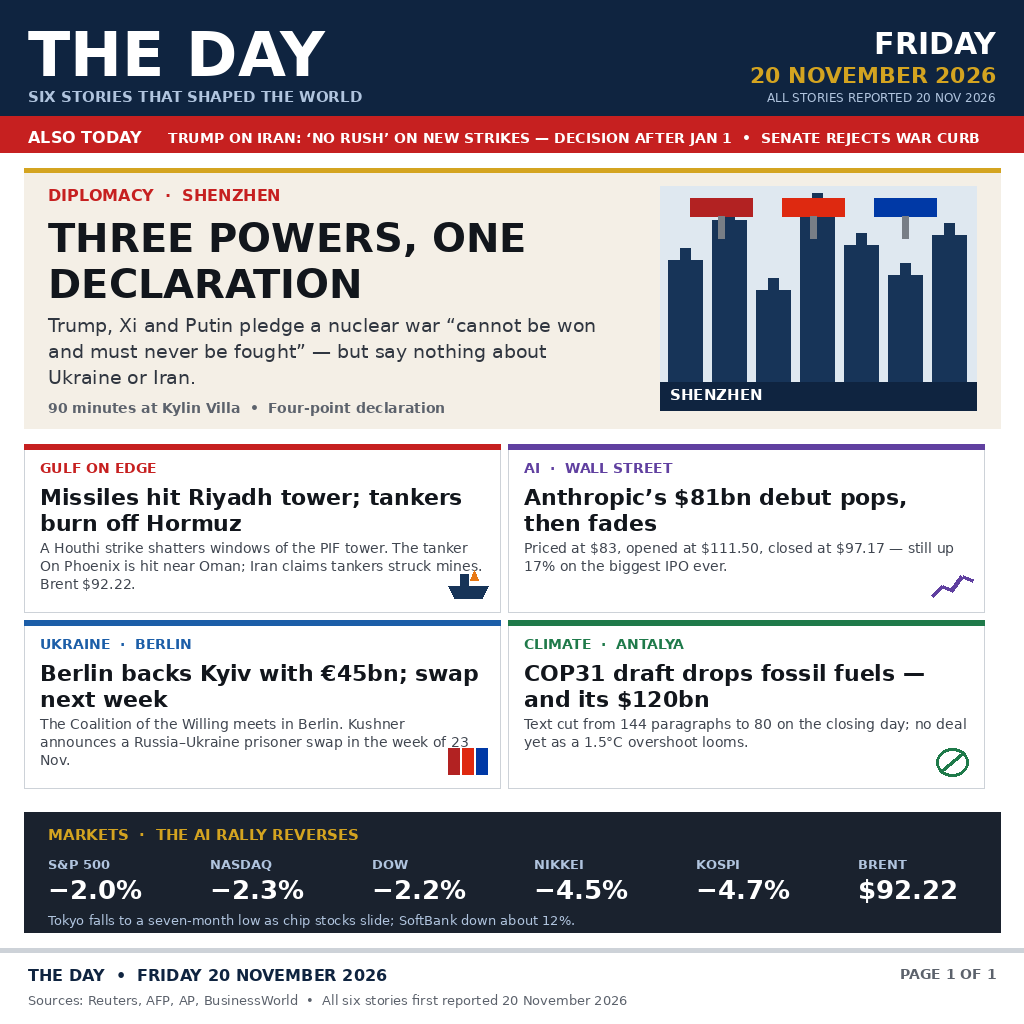 THE DAY
SIX STORIES THAT SHAPED THE WORLD
FRIDAY
20 NOVEMBER 2026
ALL STORIES REPORTED 20 NOV 2026
ALSO TODAY TRUMP ON IRAN: ‘NO RUSH’ ON NEW STRIKES — DECISION AFTER JAN 1 • SENATE REJECTS WAR CURB
DIPLOMACY · SHENZHEN
THREE POWERS, ONE
DECLARATION
Trump, Xi and Putin pledge a nuclear war “cannot be won
and must never be fought” — but say nothing about
Ukraine or Iran.
90 minutes at Kylin Villa • Four-point declaration
SHENZHEN
GULF ON EDGE
Missiles hit Riyadh tower; tankers
burn off Hormuz
A Houthi strike shatters windows of the PIF tower. The tanker
On Phoenix is hit near Oman; Iran claims tankers struck mines.
Brent $92.22.
AI · WALL STREET
Anthropic’s $81bn debut pops,
then fades
Priced at $83, opened at $111.50, closed at $97.17 — still up
17% on the biggest IPO ever.
UKRAINE · BERLIN
Berlin backs Kyiv with €45bn; swap
next week
The Coalition of the Willing meets in Berlin. Kushner
announces a Russia–Ukraine prisoner swap in the week of 23
Nov.
CLIMATE · ANTALYA
COP31 draft drops fossil fuels —
and its $120bn
Text cut from 144 paragraphs to 80 on the closing day; no deal
yet as a 1.5°C overshoot looms.
MARKETS · THE AI RALLY REVERSES
S&P 500 NASDAQ DOW NIKKEI KOSPI BRENT
−2.0% −2.3% −2.2% −4.5% −4.7% $92.22
Tokyo falls to a seven-month low as chip stocks slide; SoftBank down about 12%.
THE DAY • FRIDAY 20 NOVEMBER 2026
PAGE 1 OF 1
Sources: Reuters, AFP, AP, BusinessWorld • All six stories first reported 20 November 2026